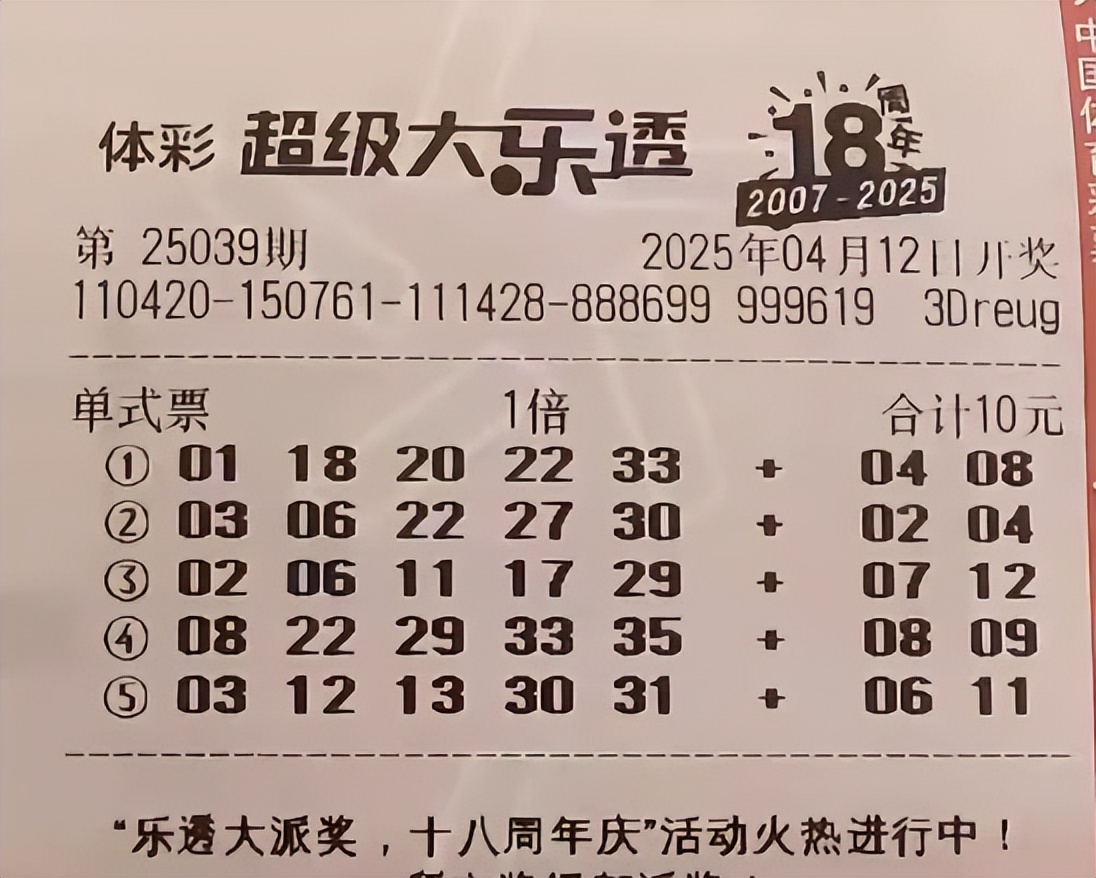 体彩 超级大乐透 18周年
2007-2025
第 25039期 2025年04月12日开奖
110420-150761-111428-888699 999619 3Dreug
单式票 1倍 合计10元
① 01 18 20 22 33 + 04 08
② 03 06 22 27 30 + 02 04
③ 02 06 11 17 29 + 07 12
④ 08 22 29 33 35 + 08 09
⑤ 03 12 13 30 31 + 06 11
“乐透大派奖，十八周年庆”活动火热进行中！
中国体育彩票